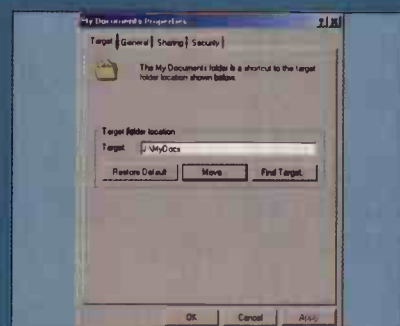 My Documents Properties
Target General Sharing Security
The My Documents folder is a shortcut to the target
folder location shown below.
Target folder location
Target: J:\MyDocs
Restore Default Move Find Target
OK Cancel Apply